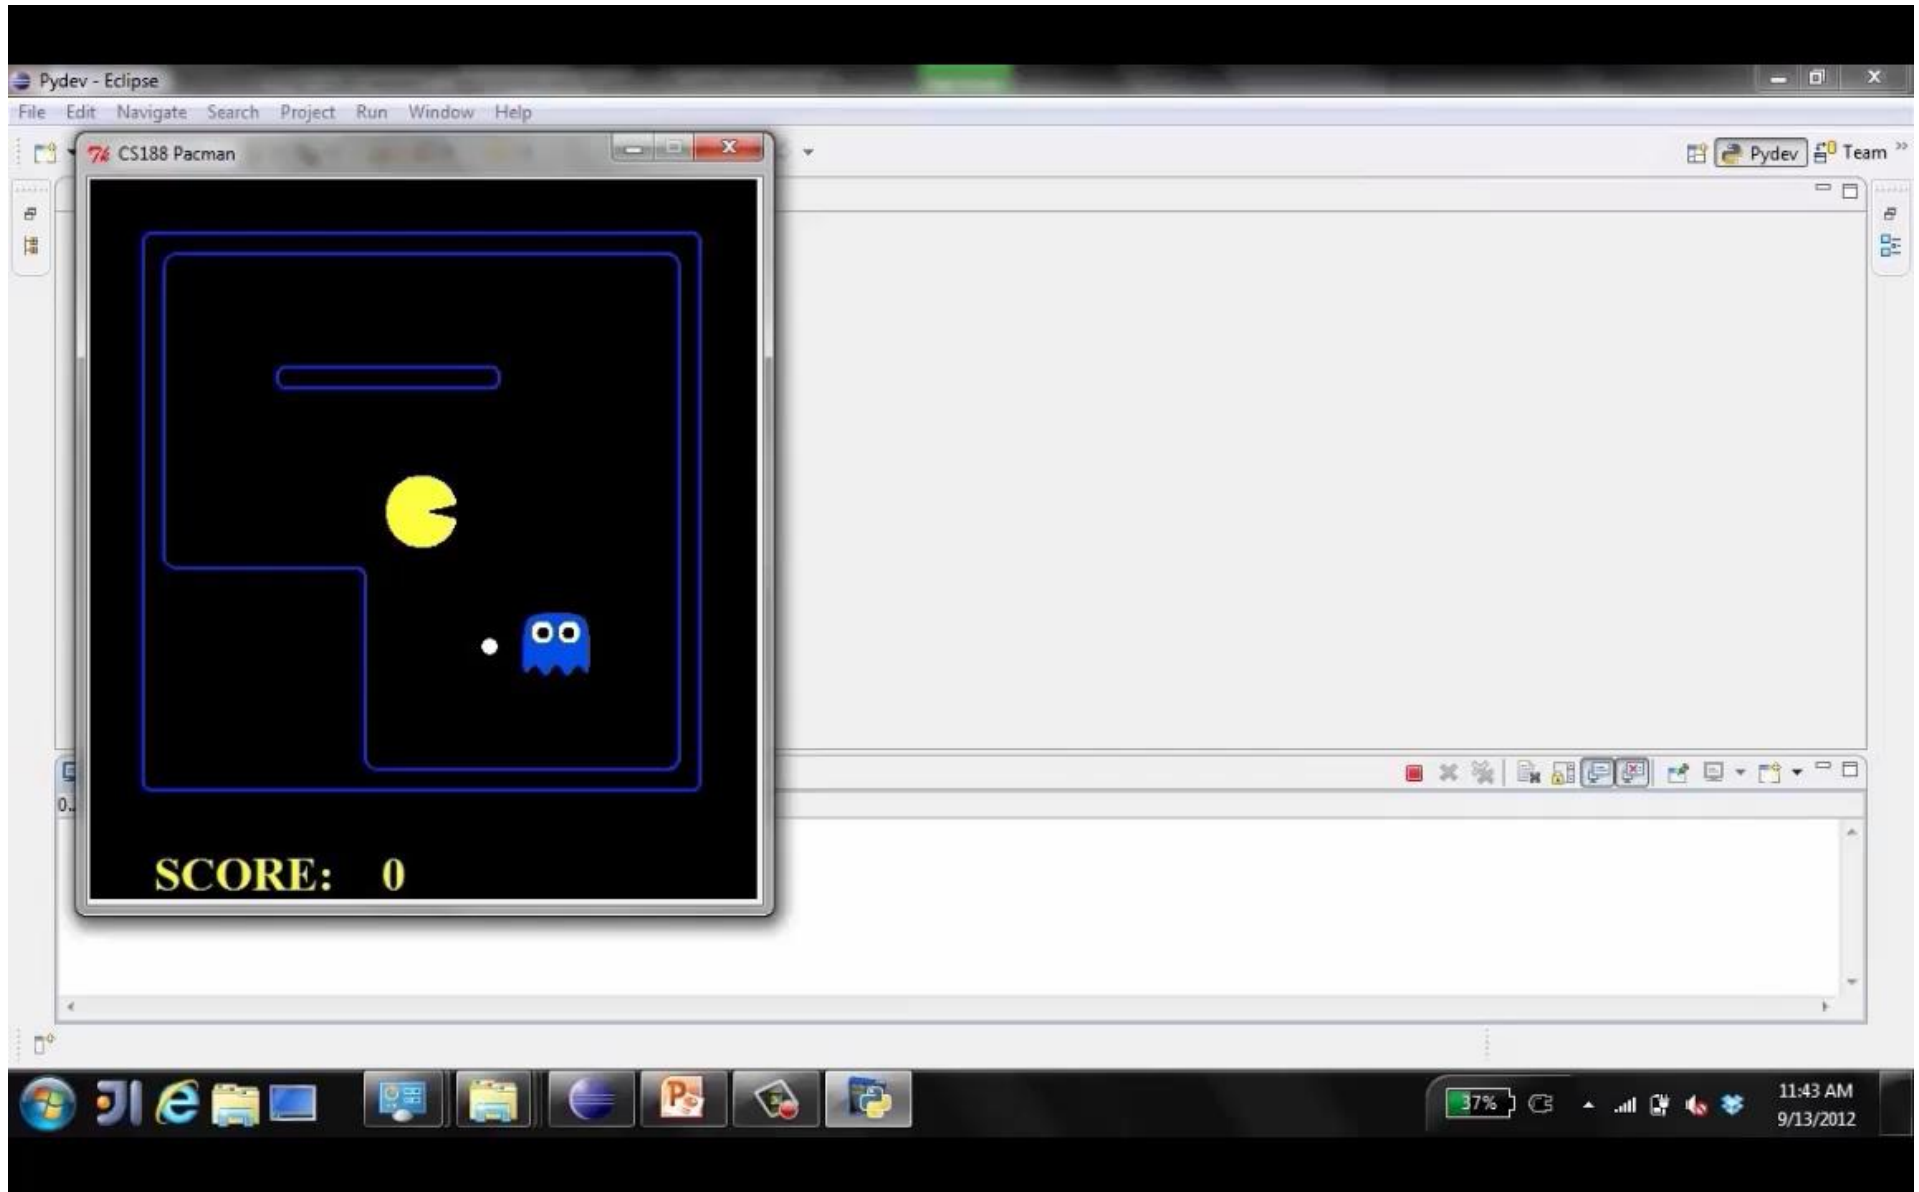 Pydev - Eclipse
File Edit Navigate Search Project Run Window Help
CS188 Pacman
Pydev
Team
SCORE: 0
37%
11:43 AM
9/13/2012